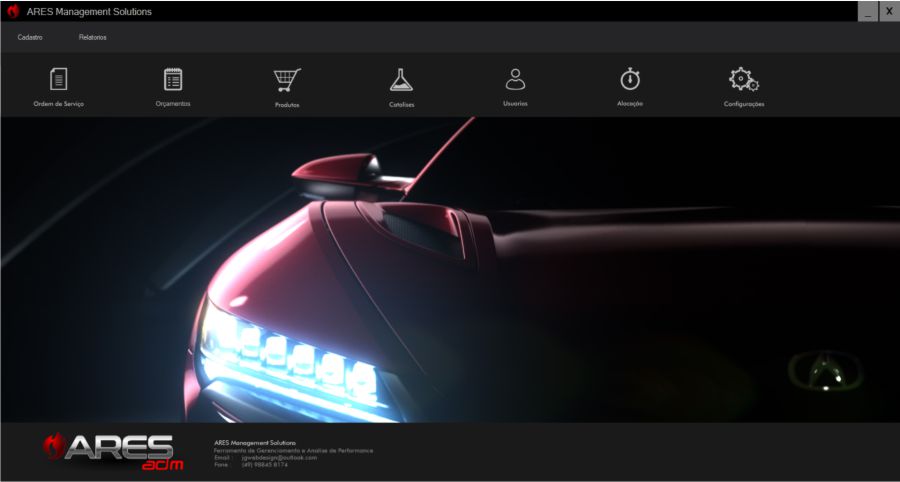 ARES Management Solutions
_ X
Cadastro Relatorios
Ordem de Serviço Orçamentos Produtos Catalises Usuarios Alocação Configurações
ARES
adm
ARES Management Solutions
Ferramenta de Gerenciamento e Analise de Performance
Email : jgwebdesign@outlook.com
Fone : (49) 98845 8174